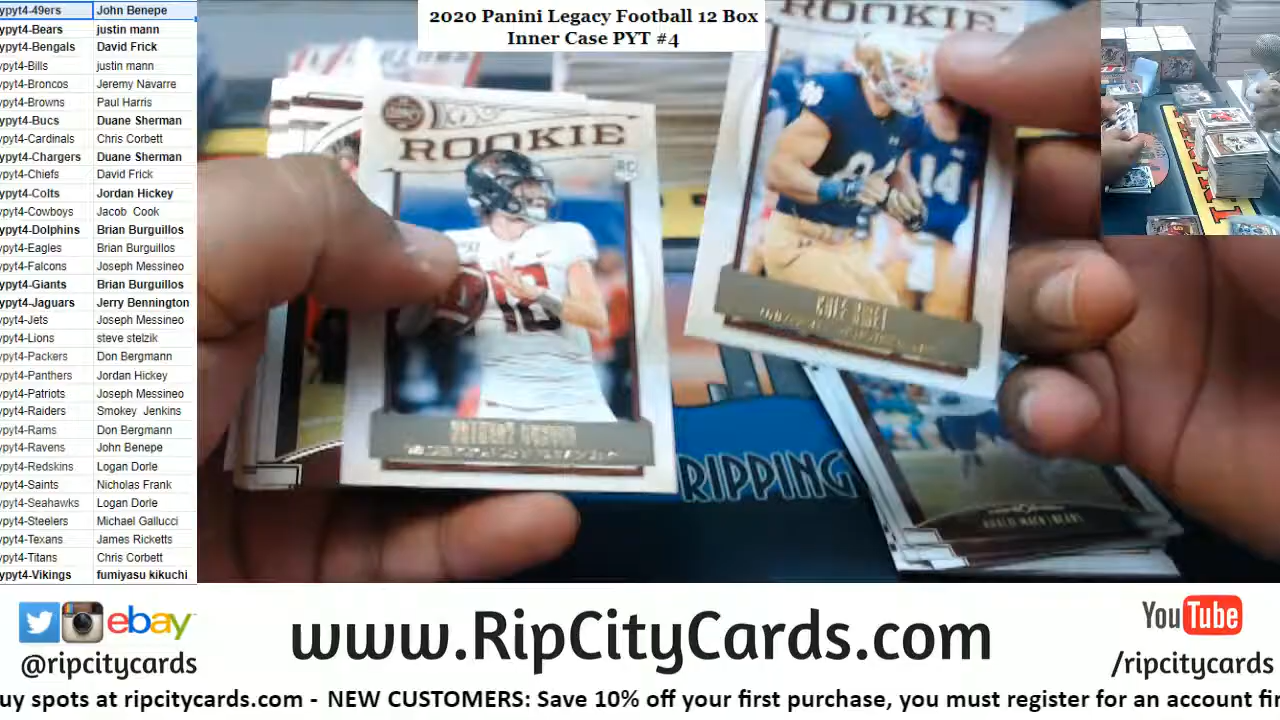 ypyt4-49ers John Benepe
ypyt4-Bears justin mann
ypyt4-Bengals David Frick
ypyt4-Bills justin mann
ypyt4-Broncos Jeremy Navarre
ypyt4-Browns Paul Harris
ypyt4-Bucs Duane Sherman
ypyt4-Cardinals Chris Corbett
ypyt4-Chargers Duane Sherman
ypyt4-Chiefs David Frick
ypyt4-Colts Jordan Hickey
ypyt4-Cowboys Jacob Cook
ypyt4-Dolphins Brian Burguillos
ypyt4-Eagles Brian Burguillos
ypyt4-Falcons Joseph Messineo
ypyt4-Giants Brian Burguillos
ypyt4-Jaguars Jerry Bennington
ypyt4-Jets Joseph Messineo
ypyt4-Lions steve stelzik
ypyt4-Packers Don Bergmann
ypyt4-Panthers Jordan Hickey
ypyt4-Patriots Joseph Messineo
ypyt4-Raiders Smokey Jenkins
ypyt4-Rams Don Bergmann
ypyt4-Ravens John Benepe
ypyt4-Redskins Logan Dorle
ypyt4-Saints Nicholas Frank
ypyt4-Seahawks Logan Dorle
ypyt4-Steelers Michael Gallucci
ypyt4-Texans James Ricketts
ypyt4-Titans Chris Corbett
ypyt4-Vikings fumiyasu kikuchi
2020 Panini Legacy Football 12 Box
Inner Case PYT #4
ROOKIE
RC
16
ROOKIE
14
RIPPING
ebay
@ripcitycards
www.RipCityCards.com
YouTube
/ripcitycards
buy spots at ripcitycards.com - NEW CUSTOMERS: Save 10% off your first purchase, you must register for an account fi